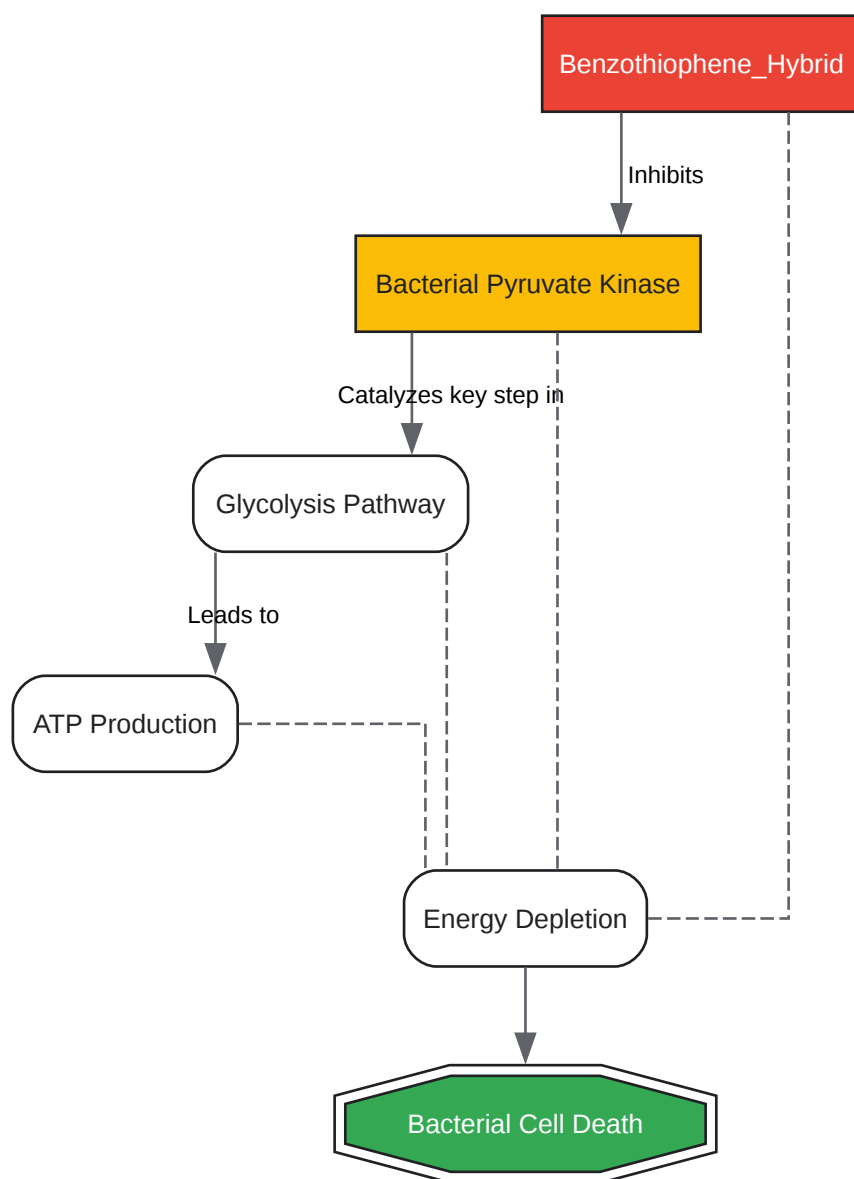 Benzothiophene_Hybrid
Inhibits
Bacterial Pyruvate Kinase
Catalyzes key step in
Glycolysis Pathway
Leads to
ATP Production
Energy Depletion
Bacterial Cell Death